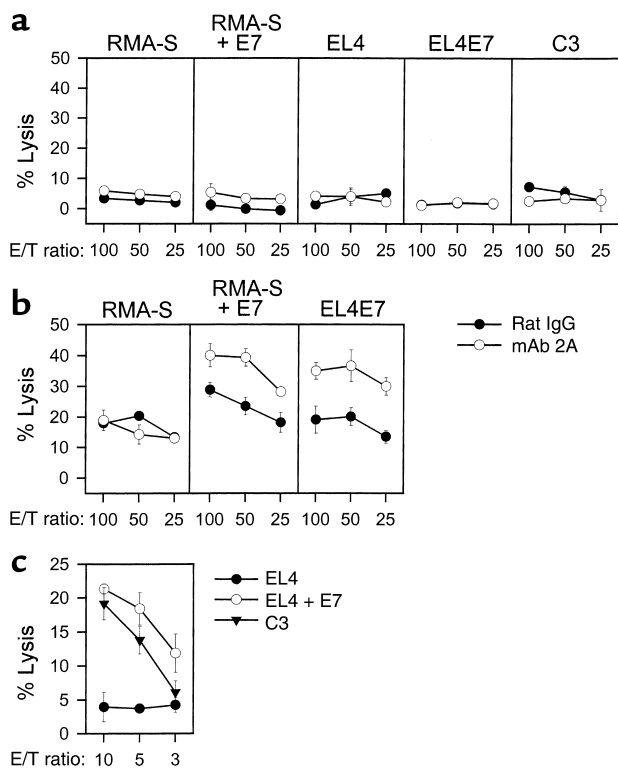 a
RMA-S
RMA-S
+ E7
EL4
EL4E7
C3
% Lysis
50
40
30
20
10
0
E/T ratio: 100 50 25 100 50 25 100 50 25 100 50 25 100 50 25
b
RMA-S
RMA-S
+ E7
EL4E7
% Lysis
50
40
30
20
10
0
E/T ratio: 100 50 25 100 50 25 100 50 25
Rat IgG
mAb 2A
c
% Lysis
25
20
15
10
5
0
E/T ratio: 10 5 3
EL4
EL4 + E7
C3